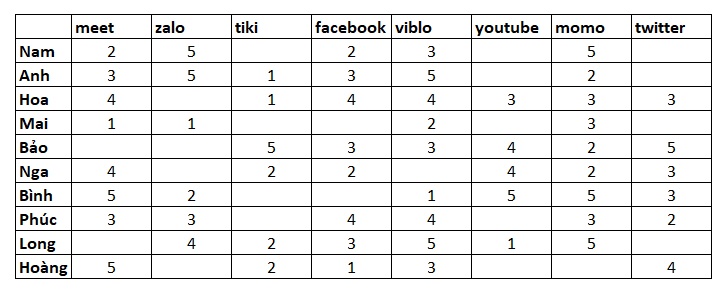 meet zalo tiki facebook viblo youtube momo twitter
Nam 2 5 2 3 5
Anh 3 5 1 3 5 2
Hoa 4 1 4 4 3 3 3
Mai 1 1 2 3
Bảo 5 3 3 4 2 5
Nga 4 2 2 4 2 3
Bình 5 2 1 5 5 3
Phúc 3 3 4 4 3 2
Long 4 2 3 5 1 5
Hoàng 5 2 1 3 4